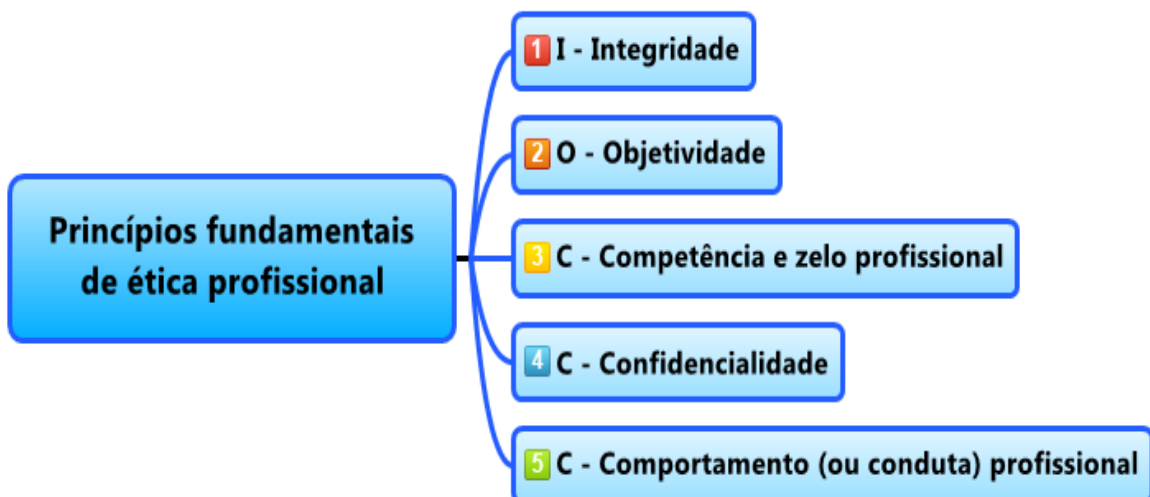 Princípios fundamentais
de ética profissional
1 I - Integridade
2 O - Objetividade
3 C - Competência e zelo profissional
4 C - Confidencialidade
5 C - Comportamento (ou conduta) profissional